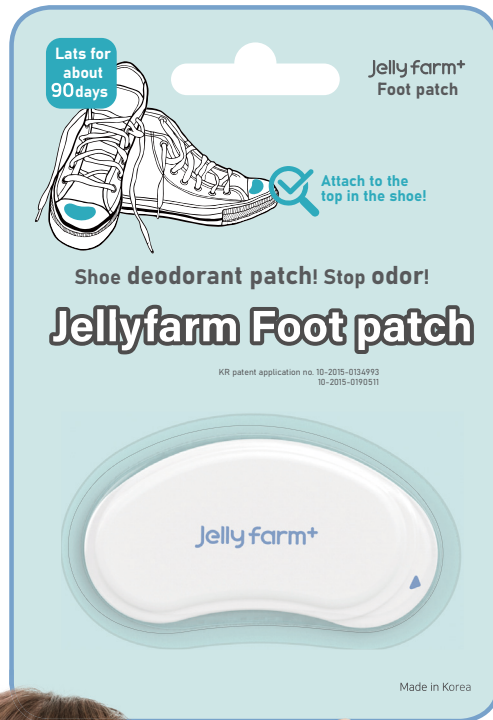 Lats for
about
90days
Jelly farm+
Foot patch
Attach to the
top in the shoe!
Shoe deodorant patch! Stop odor!
Jellyfarm Foot patch
KR patent application no. 10-2015-0134993
10-2015-0190511
Jelly farm+
Made in Korea